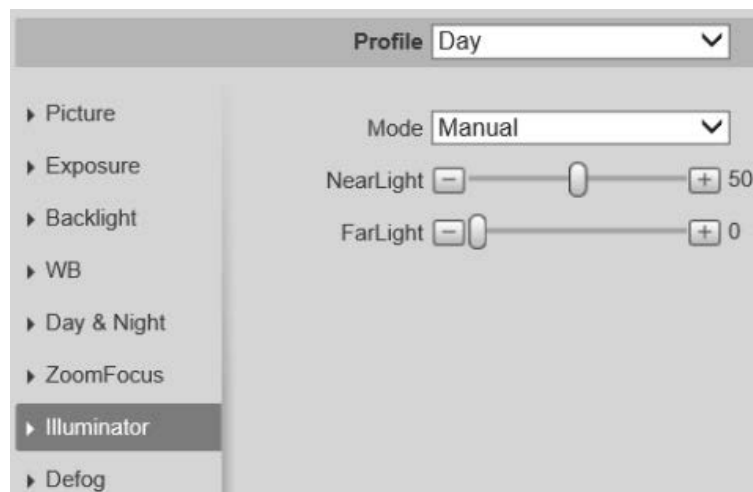 Profile Day
Picture
Exposure
Backlight
WB
Day & Night
ZoomFocus
Illuminator
Defog
Mode Manual
NearLight 50
FarLight 0